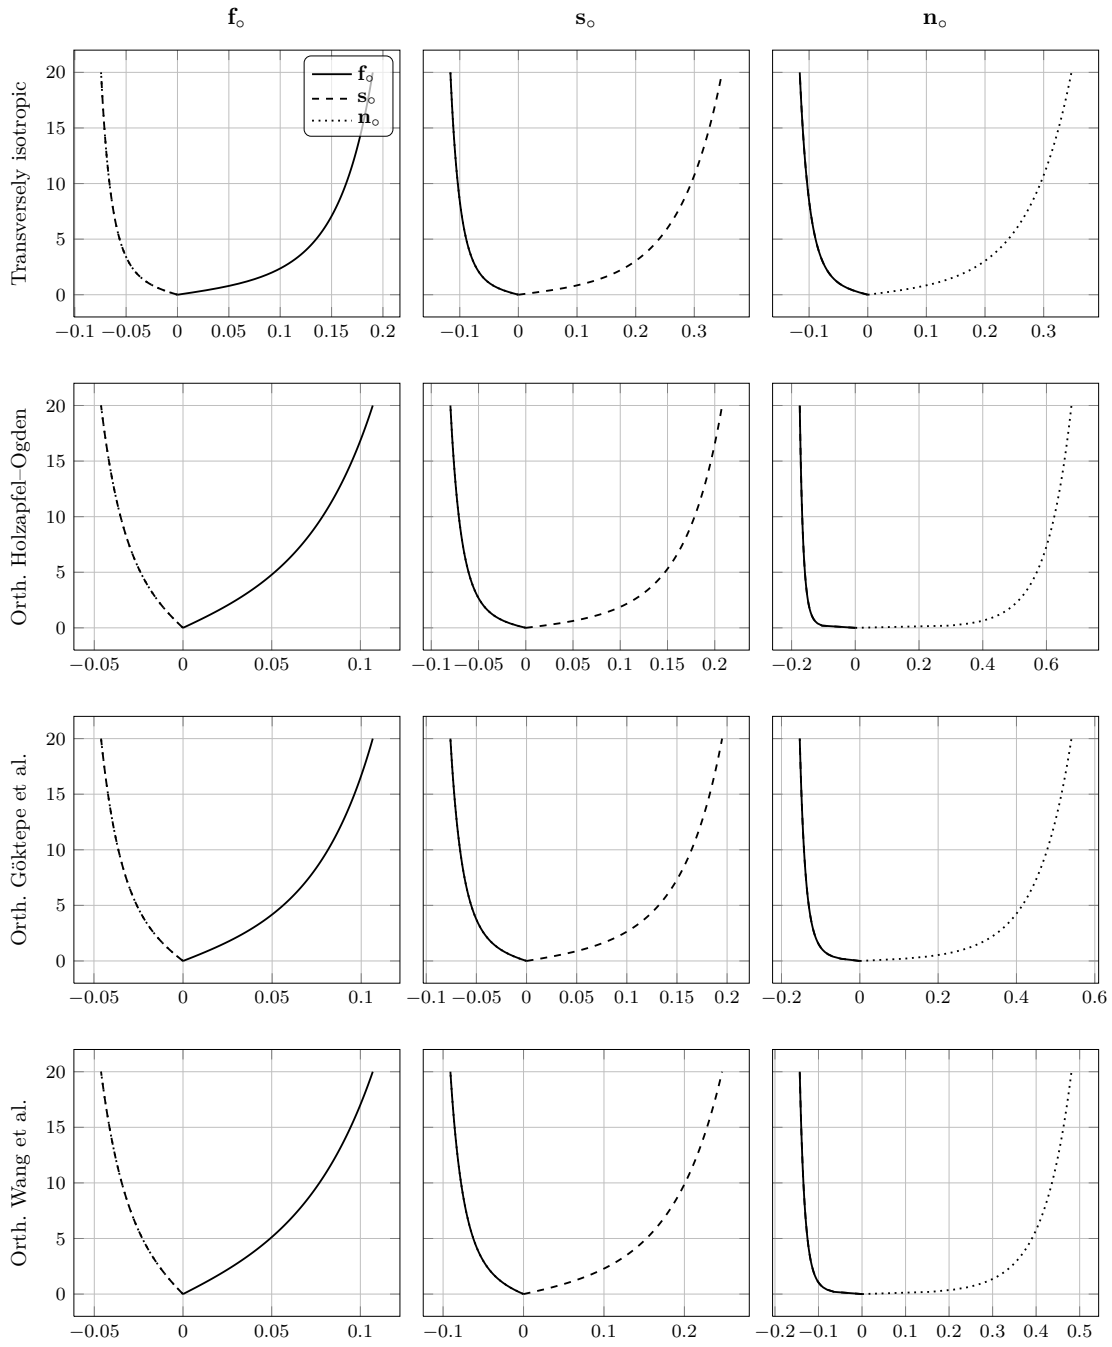 f○ s○ n○
Transversely isotropic
20
15
10
5
0
f○
s○
n○
−0.1 −0.05 0 0.05 0.1 0.15 0.2
−0.1 0 0.1 0.2 0.3
−0.1 0 0.1 0.2 0.3
Orth. Holzapfel–Ogden
20
15
10
5
0
−0.05 0 0.05 0.1
−0.1 −0.05 0 0.05 0.1 0.15 0.2
−0.2 0 0.2 0.4 0.6
Orth. Göktepe et al.
20
15
10
5
0
−0.05 0 0.05 0.1
−0.1 −0.05 0 0.05 0.1 0.15 0.2
−0.2 0 0.2 0.4 0.6
Orth. Wang et al.
20
15
10
5
0
−0.05 0 0.05 0.1
−0.1 0 0.1 0.2
−0.2 −0.1 0 0.1 0.2 0.3 0.4 0.5